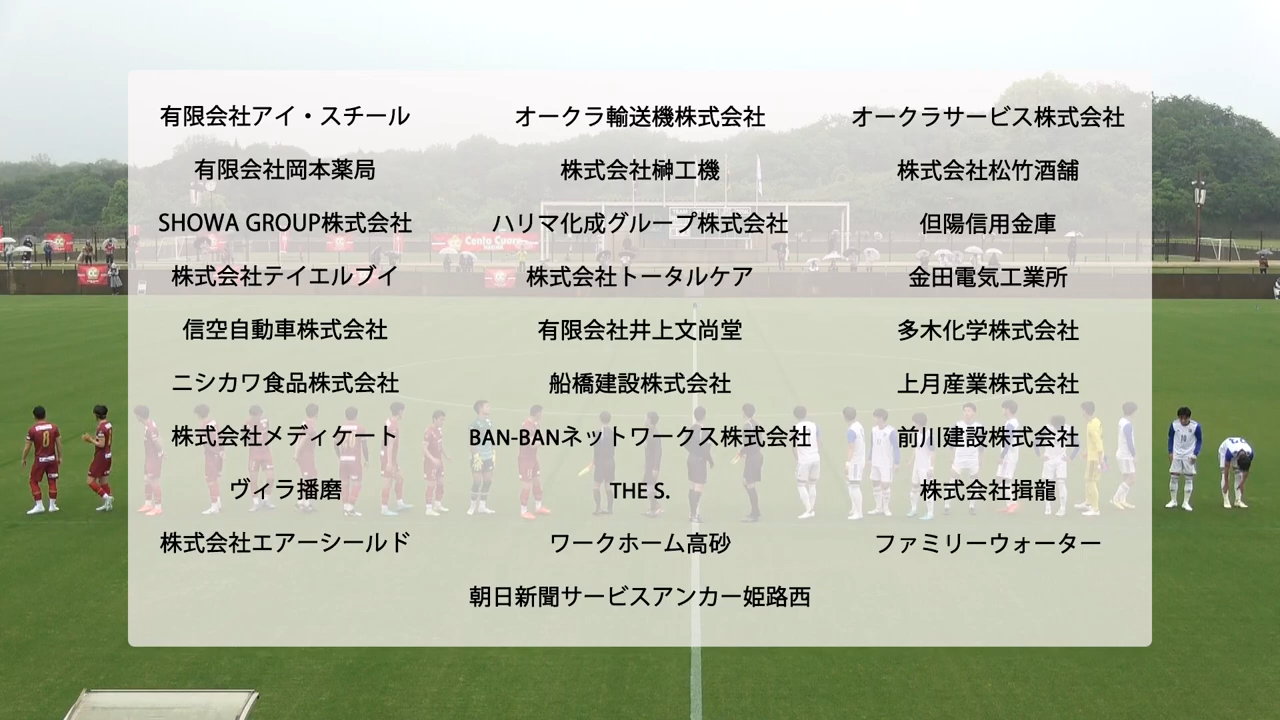 有限会社アイ・スチール
オークラ輸送機株式会社
オークラサービス株式会社
有限会社岡本薬局
株式会社榊工機
株式会社松竹酒舗
SHOWA GROUP株式会社
ハリマ化成グループ株式会社
但陽信用金庫
株式会社テイエルブイ
株式会社トータルケア
金田電気工業所
信空自動車株式会社
有限会社井上文尚堂
多木化学株式会社
ニシカワ食品株式会社
船橋建設株式会社
上月産業株式会社
株式会社メディケート
BAN-BANネットワークス株式会社
前川建設株式会社
ヴィラ播磨
THE S.
株式会社揖龍
株式会社エアーシールド
ワークホーム高砂
ファミリーウォーター
朝日新聞サービスアンカー姫路西
Cento Cuore
8
10